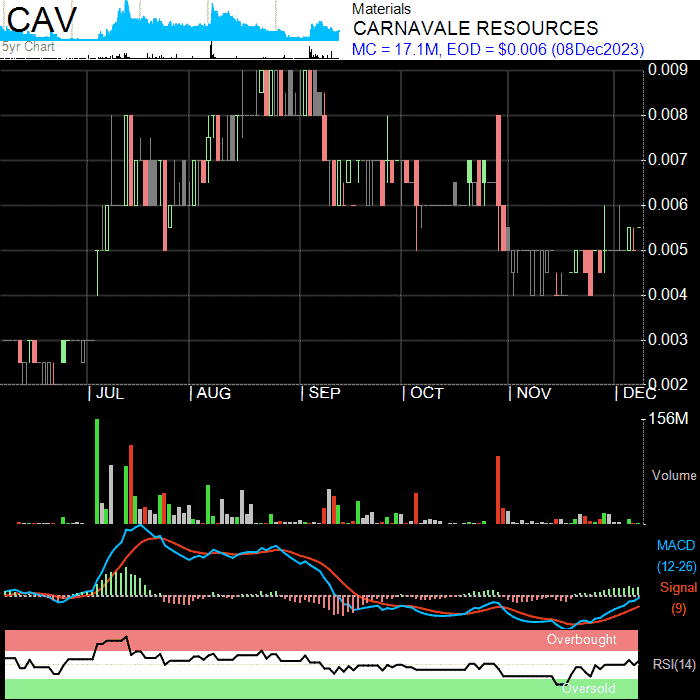 CAV
5yr Chart
Materials
CARNAVALE RESOURCES
MC = 17.1M, EOD = $0.006 (08Dec2023)
0.009
0.008
0.007
0.006
0.005
0.004
0.003
0.002
JUL AUG SEP OCT NOV DEC
156M
Volume
MACD
(12-26)
Signal
(9)
Overbought
RSI(14)
Oversold